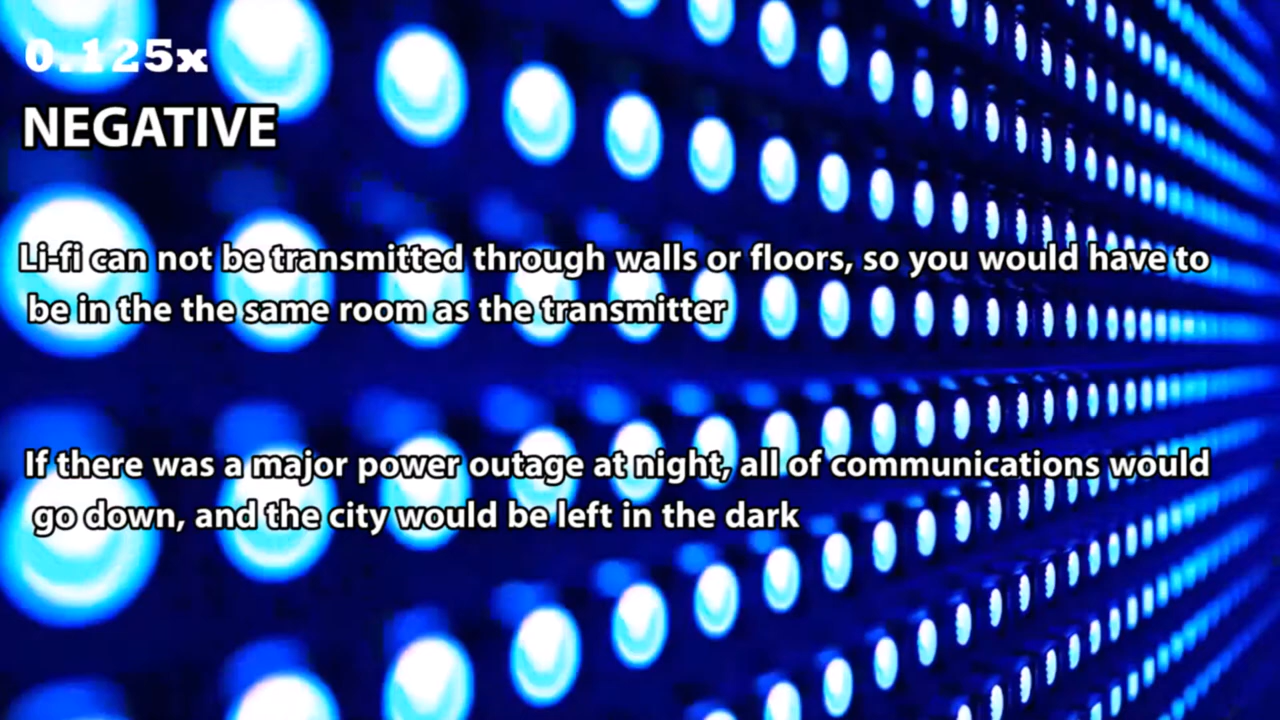 0.125x
NEGATIVE
Li-fi can not be transmitted through walls or floors, so you would have to
be in the the same room as the transmitter
If there was a major power outage at night, all of communications would
go down, and the city would be left in the dark